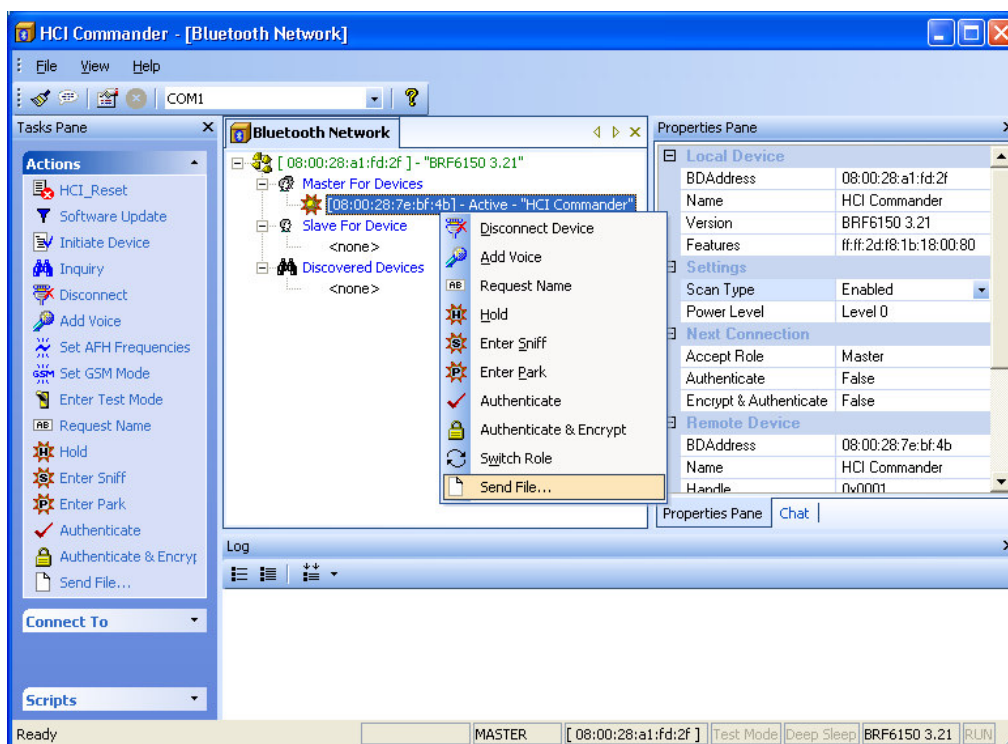 HCI Commander - [Bluetooth Network]
File View Help
COM1
Tasks Pane
Actions
HCI_Reset
Software Update
Initiate Device
Inquiry
Disconnect
Add Voice
Set AFH Frequencies
GSM Set GSM Mode
Enter Test Mode
AB Request Name
H Hold
S Enter Sniff
P Enter Park
Authenticate
Authenticate & Encryp
Send File...
Connect To
Scripts
Bluetooth Network
[ 08:00:28:a1:fd:2f ] - "BRF6150 3.21"
Master For Devices
[08:00:28:7e:bf:4b] - Active - "HCI Commander"
Slave For Device
<none>
Discovered Devices
<none>
Disconnect Device
Add Voice
AB Request Name
H Hold
S Enter Sniff
P Enter Park
Authenticate
Authenticate & Encrypt
Switch Role
Send File...
Properties Pane
Local Device
BDAddress 08:00:28:a1:fd:2f
Name HCI Commander
Version BRF6150 3.21
Features ff:ff:2d:f8:1b:18:00:80
Settings
Scan Type Enabled
Power Level Level 0
Next Connection
Accept Role Master
Authenticate False
Encrypt & Authenticate False
Remote Device
BDAddress 08:00:28:7e:bf:4b
Name HCI Commander
Handle 0x0001
Properties Pane Chat
Log
Ready MASTER [ 08:00:28:a1:fd:2f ] Test Mode Deep Sleep BRF6150 3.21 RUN